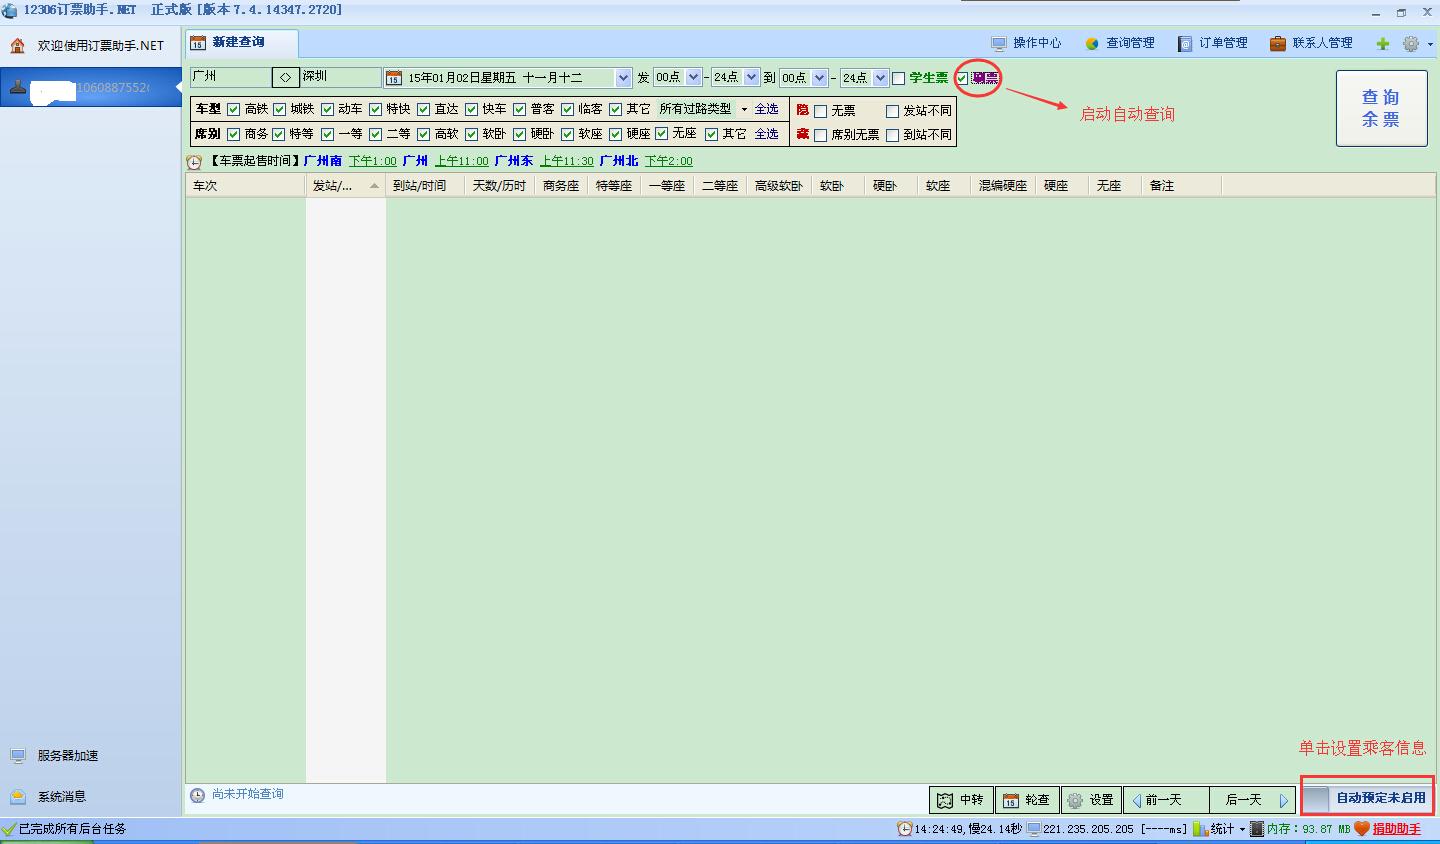 12306订票助手.NET 正式版 [版本 7.4.14347.2720]
欢迎使用订票助手.NET
新建查询
操作中心 查询管理 订单管理 联系人管理
广州 深圳 15 15年01月02日星期五 十一月十二 发 00点 - 24点 到 00点 - 24点 学生票
启动自动查询
查 询
余 票
车型 高铁 城铁 动车 特快 直达 快车 普客 临客 其它 所有过路类型 全选
隐 无票 发站不同
席别 商务 特等 一等 二等 高软 软卧 硬卧 软座 硬座 无座 其它 全选
藏 席别无票 到站不同
【车票起售时间】广州南 下午1:00 广州 上午11:00 广州东 上午11:30 广州北 下午2:00
车次 发站/... 到站/时间 天数/历时 商务座 特等座 一等座 二等座 高级软卧 软卧 硬卧 软座 混编硬座 硬座 无座 备注
单击设置乘客信息
服务器加速
系统消息
尚未开始查询
中转 15 轮查 设置 前一天 后一天 自动预定未启用
已完成所有后台任务
14:24:49,慢24.14秒 221.235.205.205 [----ms] 统计 内存：93.87 MB 捐助助手